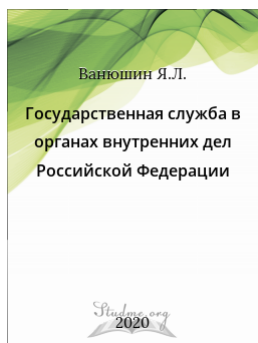 Ванюшин Я.Л.
Государственная служба в
органах внутренних дел
Российской Федерации
Studme.org
2020